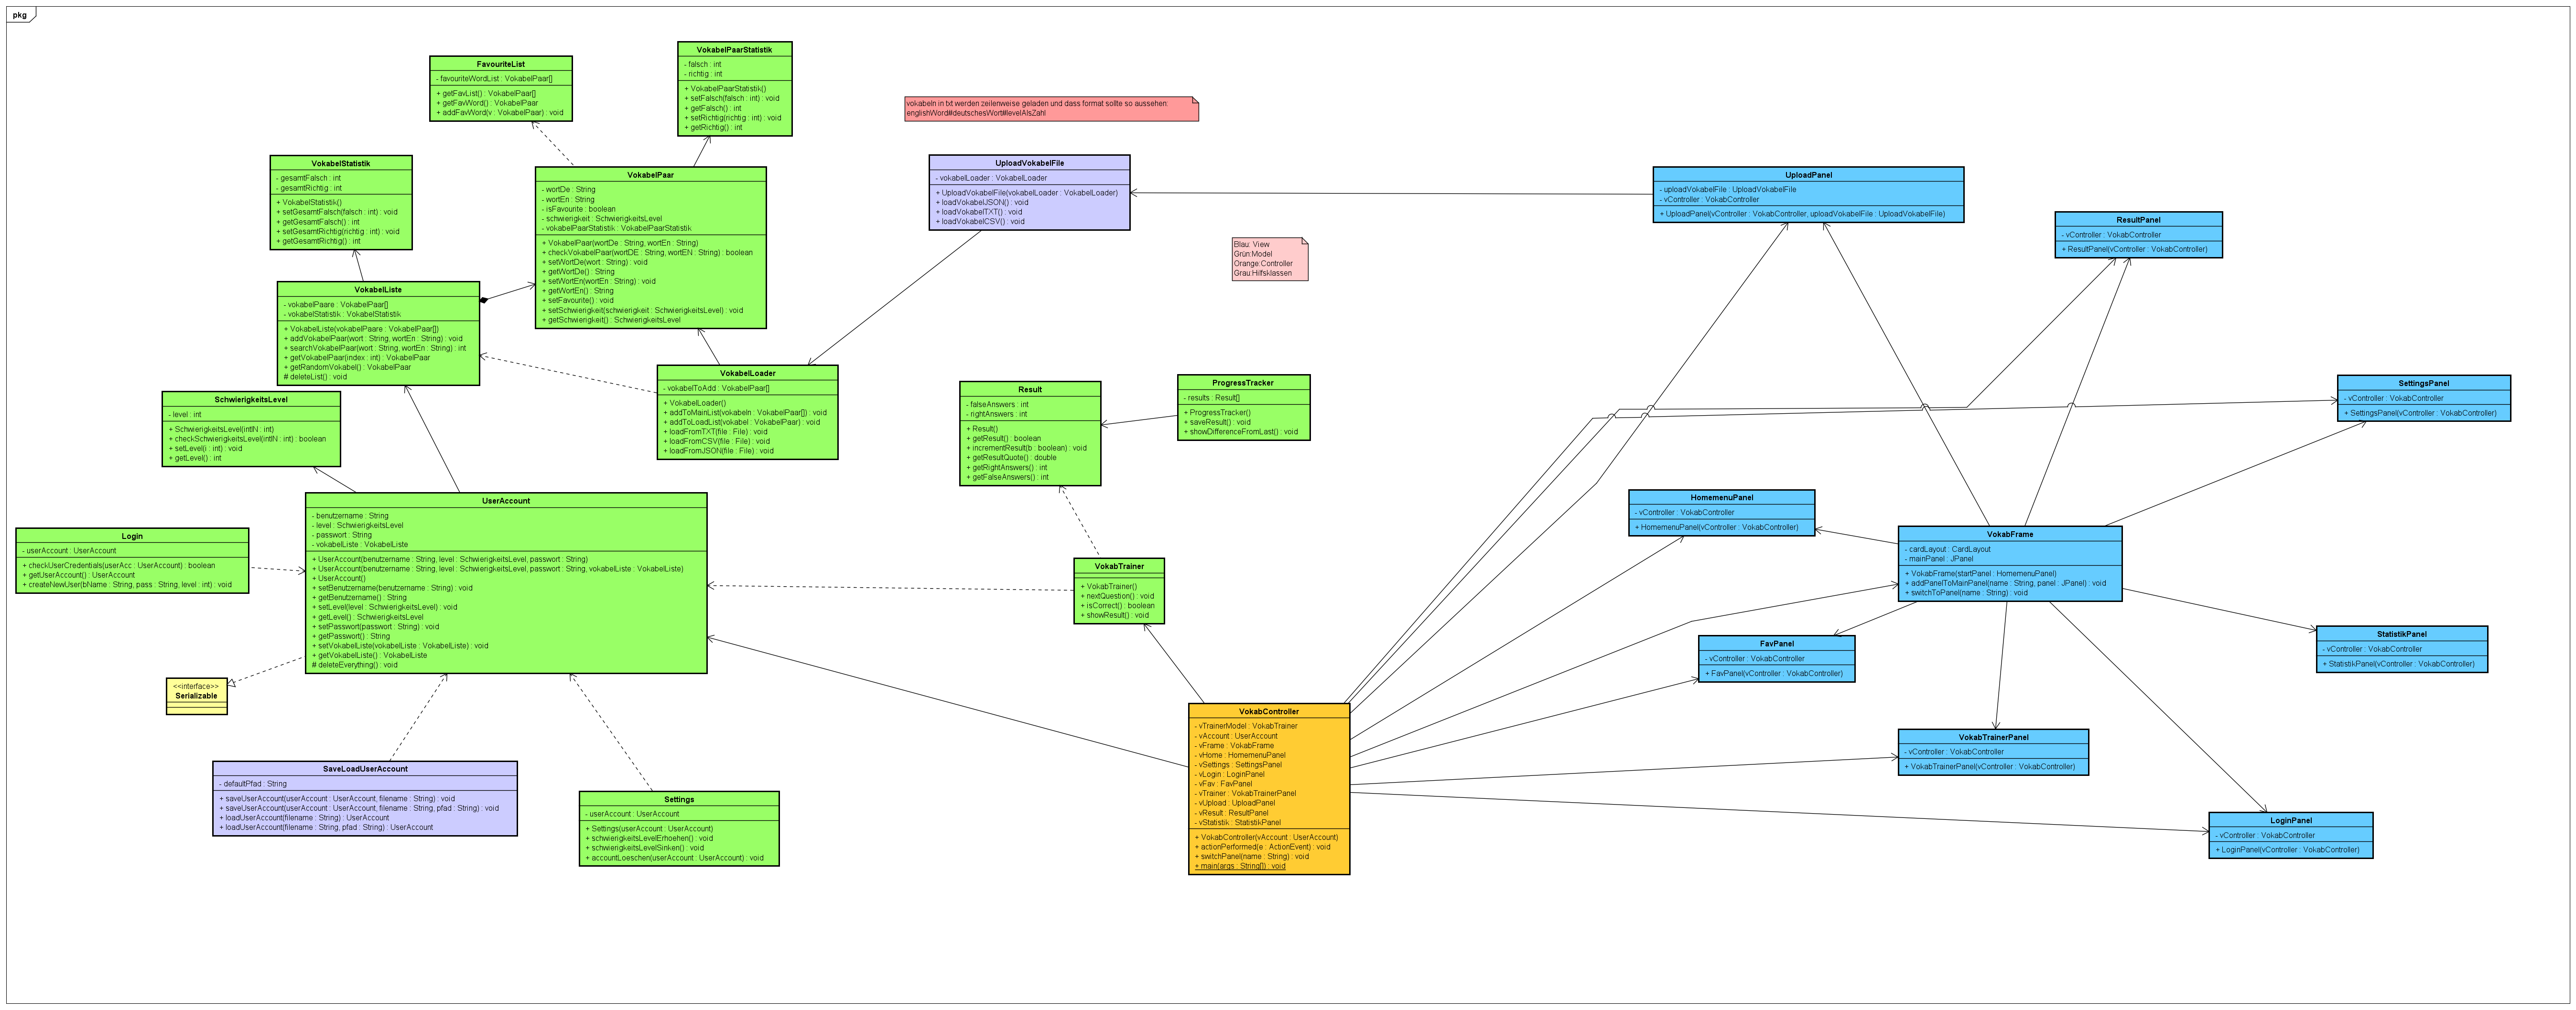 pkg
FavouriteList
- favouriteWordList : VokabelPaar[]
+ getFavList() : VokabelPaar[]
+ getFavWord() : VokabelPaar
+ addFavWord(v : VokabelPaar) : void
VokabelPaarStatistik
- falsch : int
- richtig : int
+ VokabelPaarStatistik()
+ setFalsch(falsch : int) : void
+ getFalsch() : int
+ setRichtig(richtig : int) : void
+ getRichtig() : int
vokabeln in txt werden zeilenweise geladen und dass format sollte so aussehen:
englishWord#deutschesWort#levelAlsZahl
VokabelStatistik
- gesamtFalsch : int
- gesamtRichtig : int
+ VokabelStatistik()
+ setGesamtFalsch(falsch : int) : void
+ getGesamtFalsch() : int
+ setGesamtRichtig(richtig : int) : void
+ getGesamtRichtig() : int
VokabelPaar
- wortDe : String
- wortEn : String
- isFavourite : boolean
- schwierigkeit : SchwierigkeitsLevel
- vokabelPaarStatistik : VokabelPaarStatistik
+ VokabelPaar(wortDe : String, wortEn : String)
+ checkVokabelPaar(wortDE : String, wortEN : String) : boolean
+ setWortDe(wort : String) : void
+ getWortDe() : String
+ setWortEn(wortEn : String) : void
+ getWortEn() : String
+ setFavourite() : void
+ setSchwierigkeit(schwierigkeit : SchwierigkeitsLevel) : void
+ getSchwierigkeit() : SchwierigkeitsLevel
UploadVokabelFile
- vokabelLoader : VokabelLoader
+ UploadVokabelFile(vokabelLoader : VokabelLoader)
+ loadVokabelJSON() : void
+ loadVokabelTXT() : void
+ loadVokabelCSV() : void
UploadPanel
- uploadVokabelFile : UploadVokabelFile
- vController : VokabController
+ UploadPanel(vController : VokabController, uploadVokabelFile : UploadVokabelFile)
ResultPanel
- vController : VokabController
+ ResultPanel(vController : VokabController)
Blau: View
Grün:Model
Orange:Controller
Grau:Hilfsklassen
VokabelListe
- vokabelPaare : VokabelPaar[]
- vokabelStatistik : VokabelStatistik
+ VokabelListe(vokabelPaare : VokabelPaar[])
+ addVokabelPaar(wort : String, wortEn : String) : void
+ searchVokabelPaar(wort : String, wortEn : String) : int
+ getVokabelPaar(index : int) : VokabelPaar
+ getRandomVokabel() : VokabelPaar
# deleteList() : void
VokabelLoader
- vokabelToAdd : VokabelPaar[]
+ VokabelLoader()
+ addToMainList(vokabeln : VokabelPaar[]) : void
+ addToLoadList(vokabel : VokabelPaar) : void
+ loadFromTXT(file : File) : void
+ loadFromCSV(file : File) : void
+ loadFromJSON(file : File) : void
Result
- falseAnswers : int
- rightAnswers : int
+ Result()
+ getResult() : boolean
+ incrementResult(b : boolean) : void
+ getResultQuote() : double
+ getRightAnswers() : int
+ getFalseAnswers() : int
ProgressTracker
- results : Result[]
+ ProgressTracker()
+ saveResult() : void
+ showDifferenceFromLast() : void
SettingsPanel
- vController : VokabController
+ SettingsPanel(vController : VokabController)
SchwierigkeitsLevel
- level : int
+ SchwierigkeitsLevel(intIN : int)
+ checkSchwierigkeitsLevel(intIN : int) : boolean
+ setLevel(i : int) : void
+ getLevel() : int
UserAccount
- benutzername : String
- level : SchwierigkeitsLevel
- passwort : String
- vokabelListe : VokabelListe
+ UserAccount(benutzername : String, level : SchwierigkeitsLevel, passwort : String)
+ UserAccount(benutzername : String, level : SchwierigkeitsLevel, passwort : String, vokabelListe : VokabelListe)
+ UserAccount()
+ setBenutzername(benutzername : String) : void
+ getBenutzername() : String
+ setLevel(level : SchwierigkeitsLevel) : void
+ getLevel() : SchwierigkeitsLevel
+ setPasswort(passwort : String) : void
+ getPasswort() : String
+ setVokabelListe(vokabelListe : VokabelListe) : void
+ getVokabelListe() : VokabelListe
# deleteEverything() : void
Login
- userAccount : UserAccount
+ checkUserCredentials(userAcc : UserAccount) : boolean
+ getUserAccount() : UserAccount
+ createNewUser(bName : String, pass : String, level : int) : void
HomemenuPanel
- vController : VokabController
+ HomemenuPanel(vController : VokabController)
VokabFrame
- cardLayout : CardLayout
- mainPanel : JPanel
+ VokabFrame(startPanel : HomemenuPanel)
+ addPanelToMainPanel(name : String, panel : JPanel) : void
+ switchToPanel(name : String) : void
VokabTrainer
+ VokabTrainer()
+ nextQuestion() : void
+ isCorrect() : boolean
+ showResult() : void
FavPanel
- vController : VokabController
+ FavPanel(vController : VokabController)
StatistikPanel
- vController : VokabController
+ StatistikPanel(vController : VokabController)
<<interface>>
Serializable
VokabController
- vTrainerModel : VokabTrainer
- vAccount : UserAccount
- vFrame : VokabFrame
- vHome : HomemenuPanel
- vSettings : SettingsPanel
- vLogin : LoginPanel
- vFav : FavPanel
- vTrainer : VokabTrainerPanel
- vUpload : UploadPanel
- vResult : ResultPanel
- vStatistik : StatistikPanel
+ VokabController(vAccount : UserAccount)
+ actionPerformed(e : ActionEvent) : void
+ switchPanel(name : String) : void
+ main(args : String[]) : void
VokabTrainerPanel
- vController : VokabController
+ VokabTrainerPanel(vController : VokabController)
SaveLoadUserAccount
- defaultPfad : String
+ saveUserAccount(userAccount : UserAccount, filename : String) : void
+ saveUserAccount(userAccount : UserAccount, filename : String, pfad : String) : void
+ loadUserAccount(filename : String) : UserAccount
+ loadUserAccount(filename : String, pfad : String) : UserAccount
Settings
- userAccount : UserAccount
+ Settings(userAccount : UserAccount)
+ schwierigkeitsLevelErhoehen() : void
+ schwierigkeitsLevelSinken() : void
+ accountLoeschen(userAccount : UserAccount) : void
LoginPanel
- vController : VokabController
+ LoginPanel(vController : VokabController)